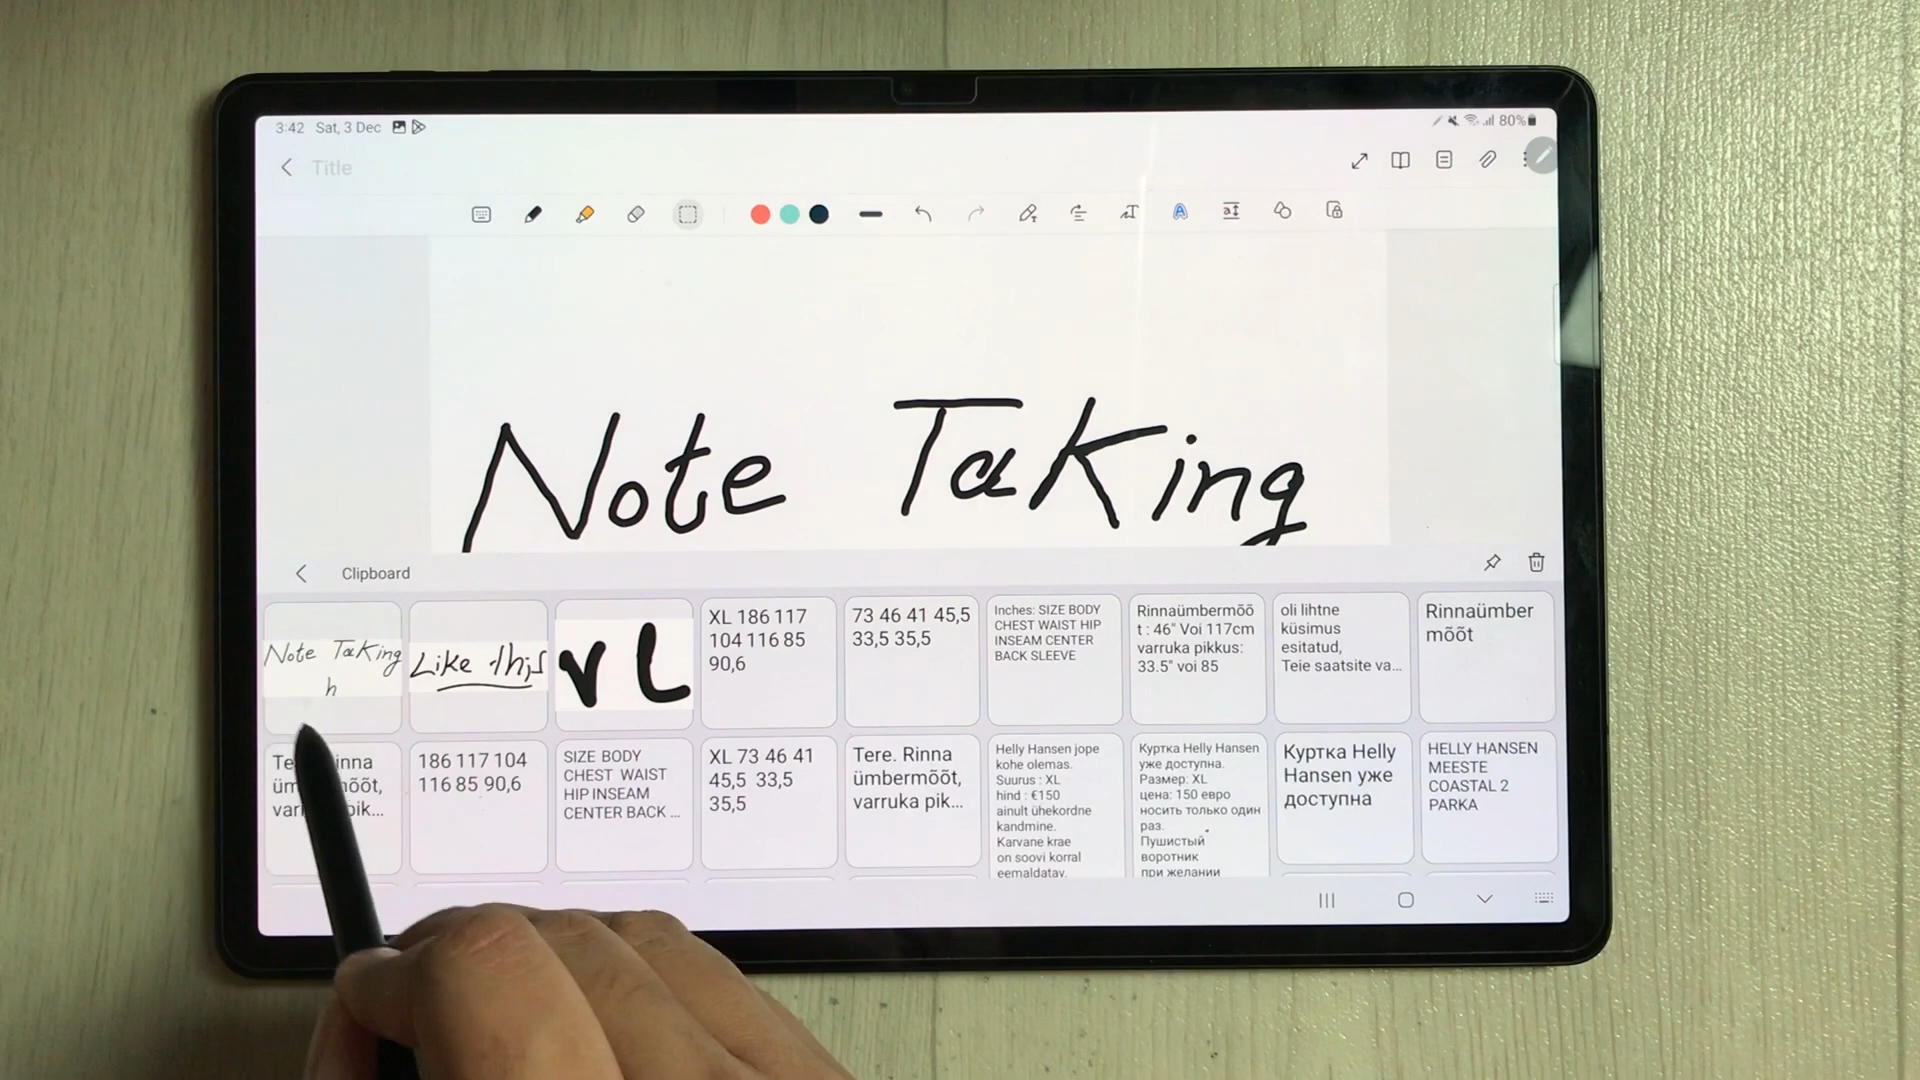 3:42 Sat, 3 Dec
80%
Title
Note Taking
Clipboard
Note Taking
h
Like this
XL 186 117
104 116 85
90,6
73 46 41 45,5
33,5 35,5
Inches: SIZE BODY
CHEST WAIST HIP
INSEAM CENTER
BACK SLEEVE
Rinnaümbermõõ
t : 46" Voi 117cm
varruka pikkus:
33.5" voi 85
oli lihtne
küsimus
esitatud,
Teie saatsite va...
Rinnaümber
mõõt
186 117 104
116 85 90,6
SIZE BODY
CHEST WAIST
HIP INSEAM
CENTER BACK ...
XL 73 46 41
45,5 33,5
35,5
Tere. Rinna
ümbermõõt,
varruka pik...
Helly Hansen jope
kohe olemas.
Suurus : XL
hind : €150
ainult ühekordne
kandmine.
Karvane krae
on soovi korral
eemaldatav.
Куртка Helly Hansen
уже доступна.
Размер: XL
цена: 150 евро
носить только один
раз.
Пушистый
воротник
при желании
Куртка Helly
Hansen уже
доступна
HELLY HANSEN
MEESTE
COASTAL 2
PARKA